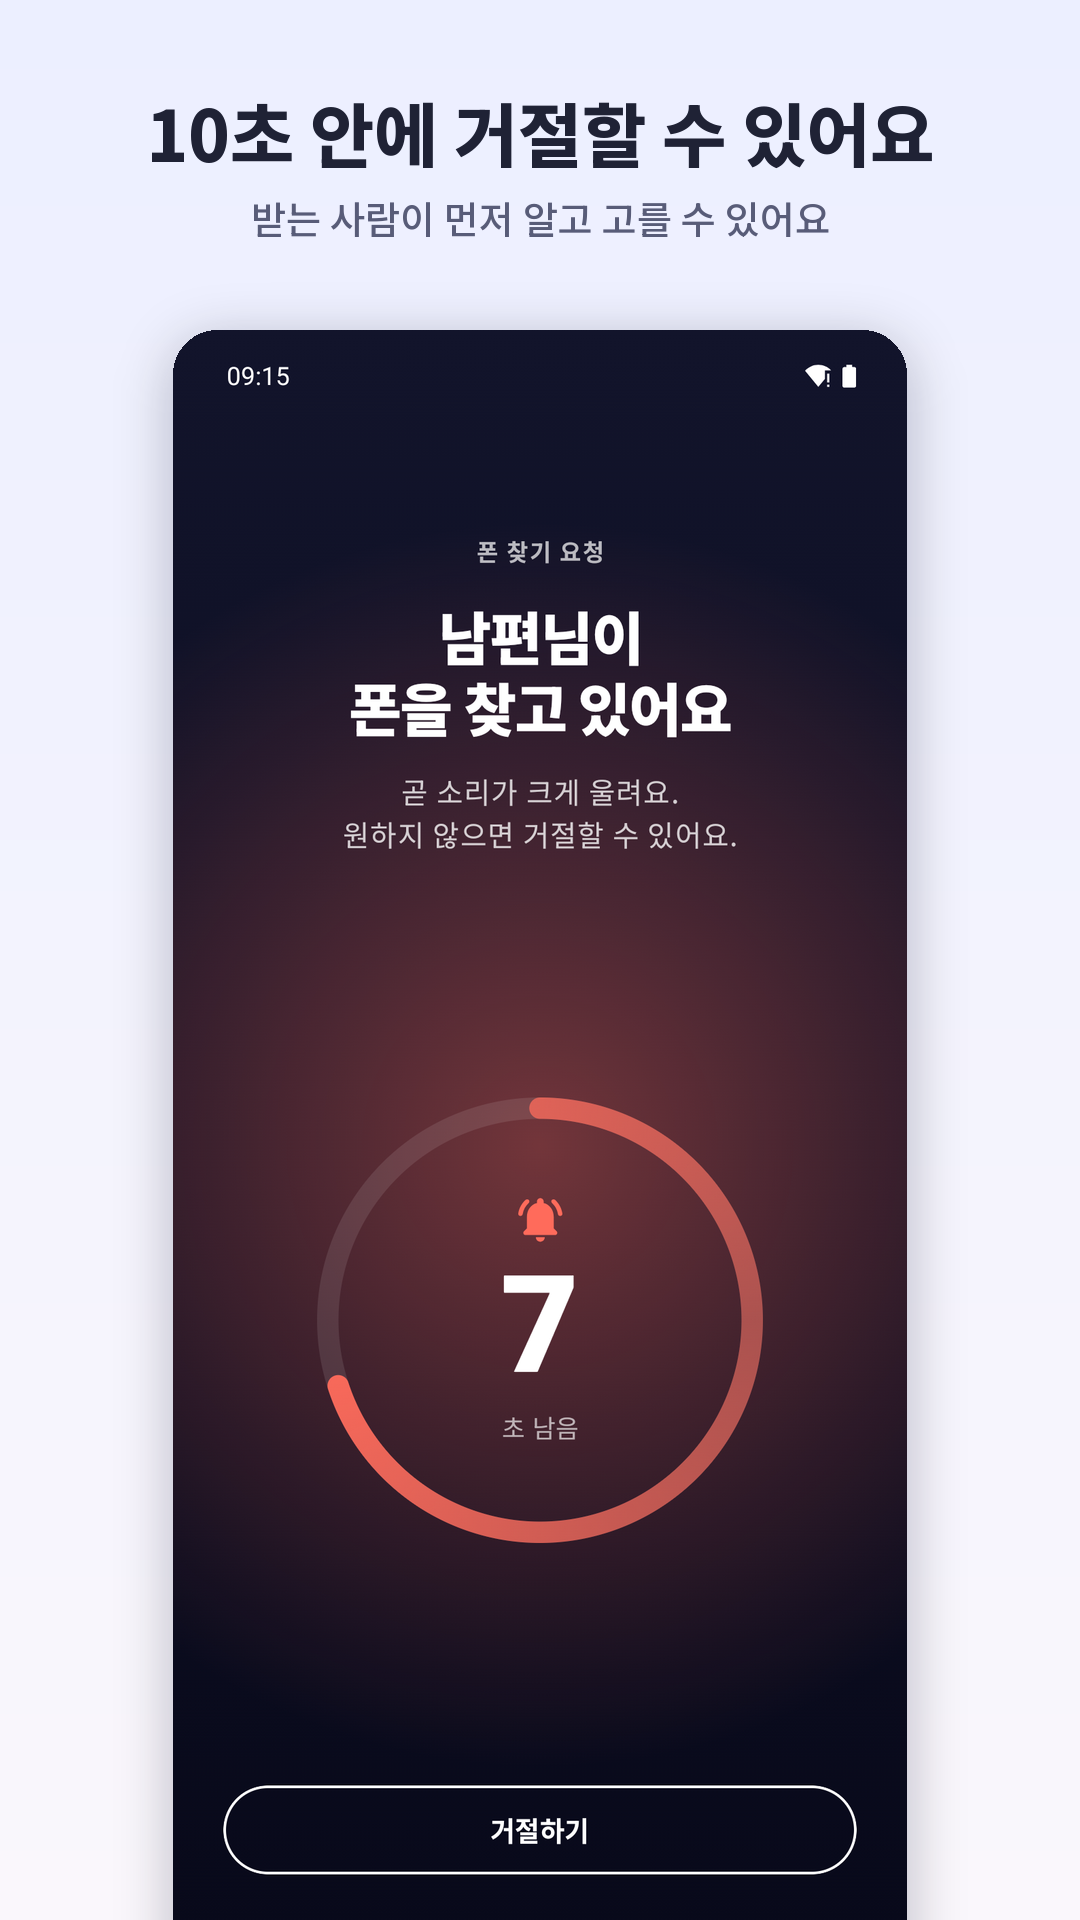 10초 안에 거절할 수 있어요
받는 사람이 먼저 알고 고를 수 있어요
09:15
폰 찾기 요청
남편님이
폰을 찾고 있어요
곧 소리가 크게 울려요.
원하지 않으면 거절할 수 있어요.
7
초 남음
거절하기